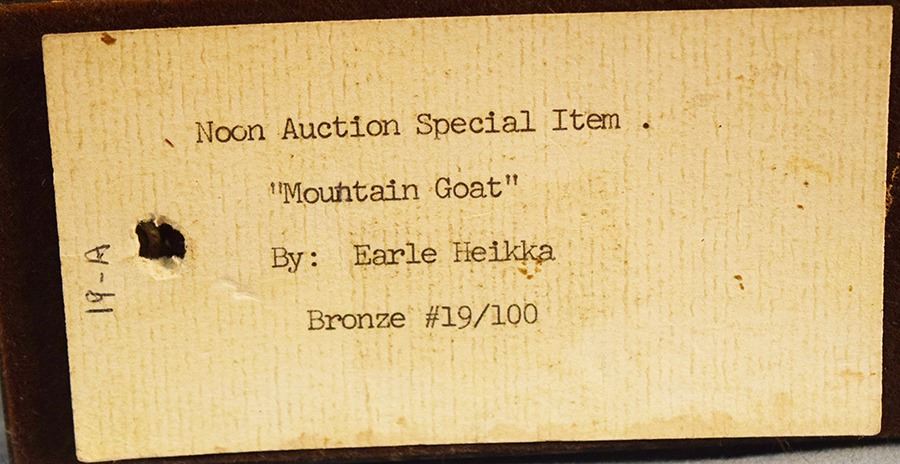 Noon Auction Special Item .
"Mountain Goat"
By: Earle Heikka
Bronze #19/100
19-A